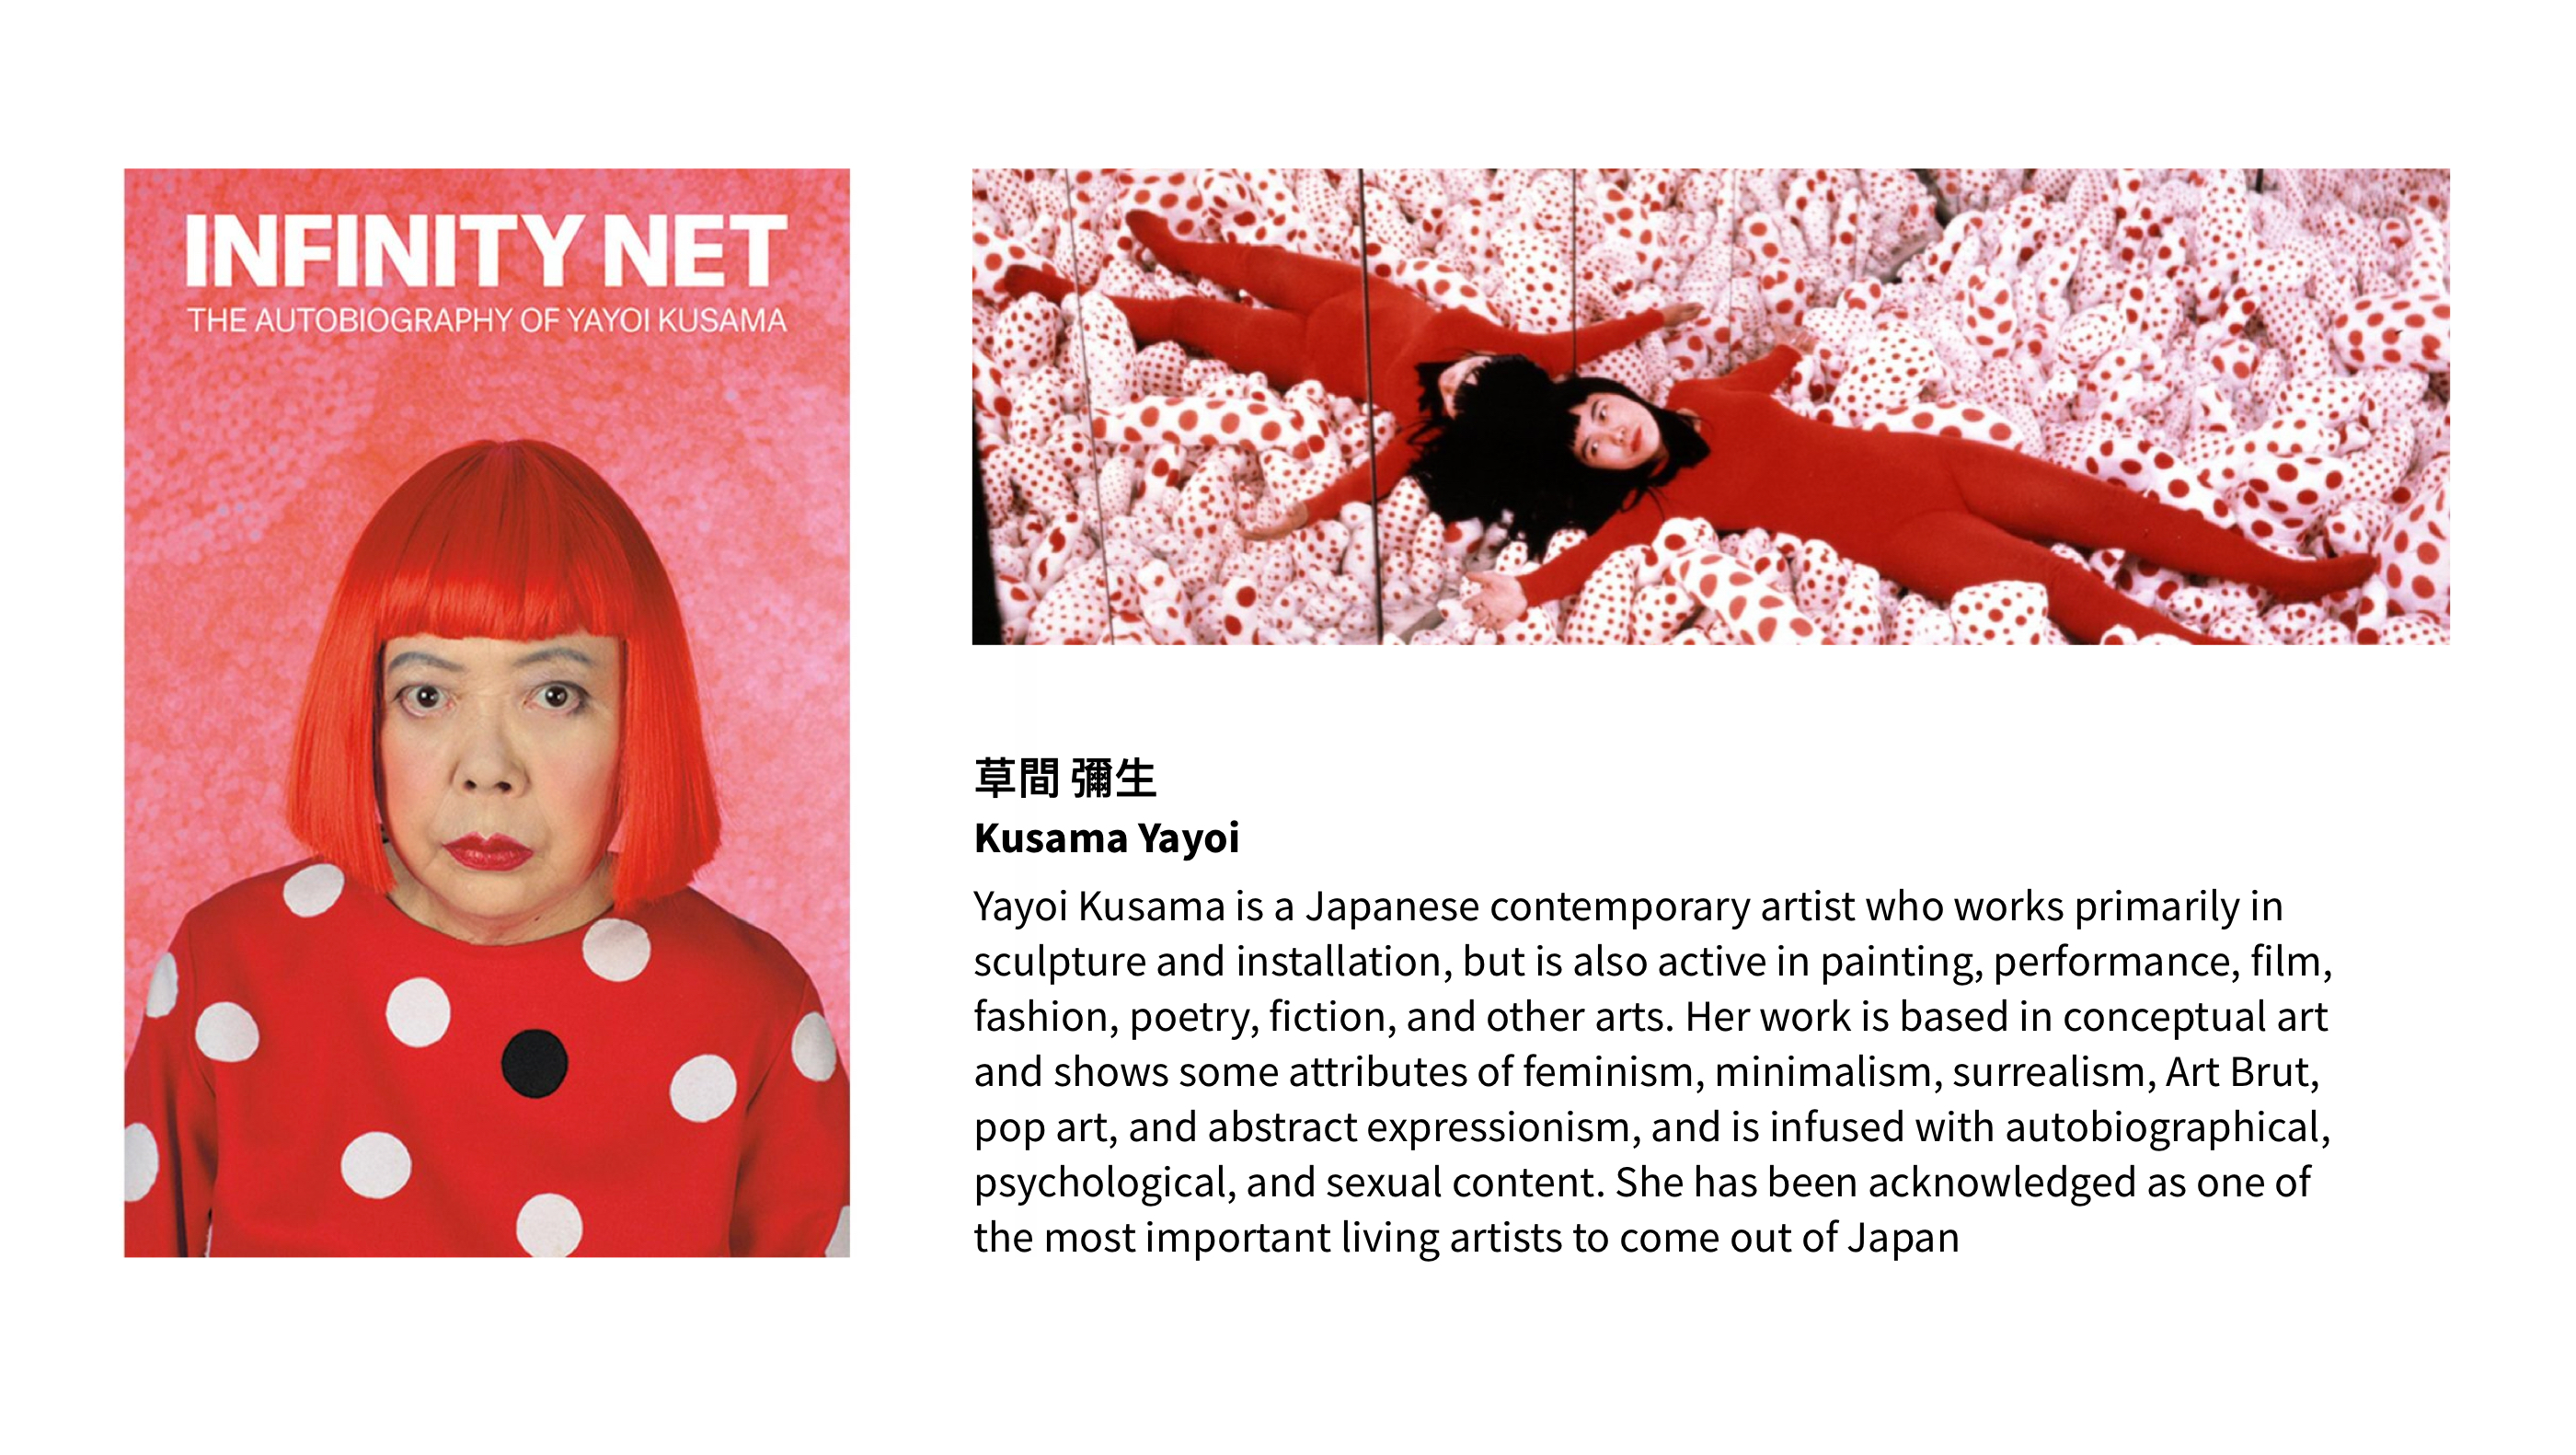 INFINITY NET
THE AUTOBIOGRAPHY OF YAYOI KUSAMA
草間 彌生
Kusama Yayoi
Yayoi Kusama is a Japanese contemporary artist who works primarily in
sculpture and installation, but is also active in painting, performance, film,
fashion, poetry, fiction, and other arts. Her work is based in conceptual art
and shows some attributes of feminism, minimalism, surrealism, Art Brut,
pop art, and abstract expressionism, and is infused with autobiographical,
psychological, and sexual content. She has been acknowledged as one of
the most important living artists to come out of Japan